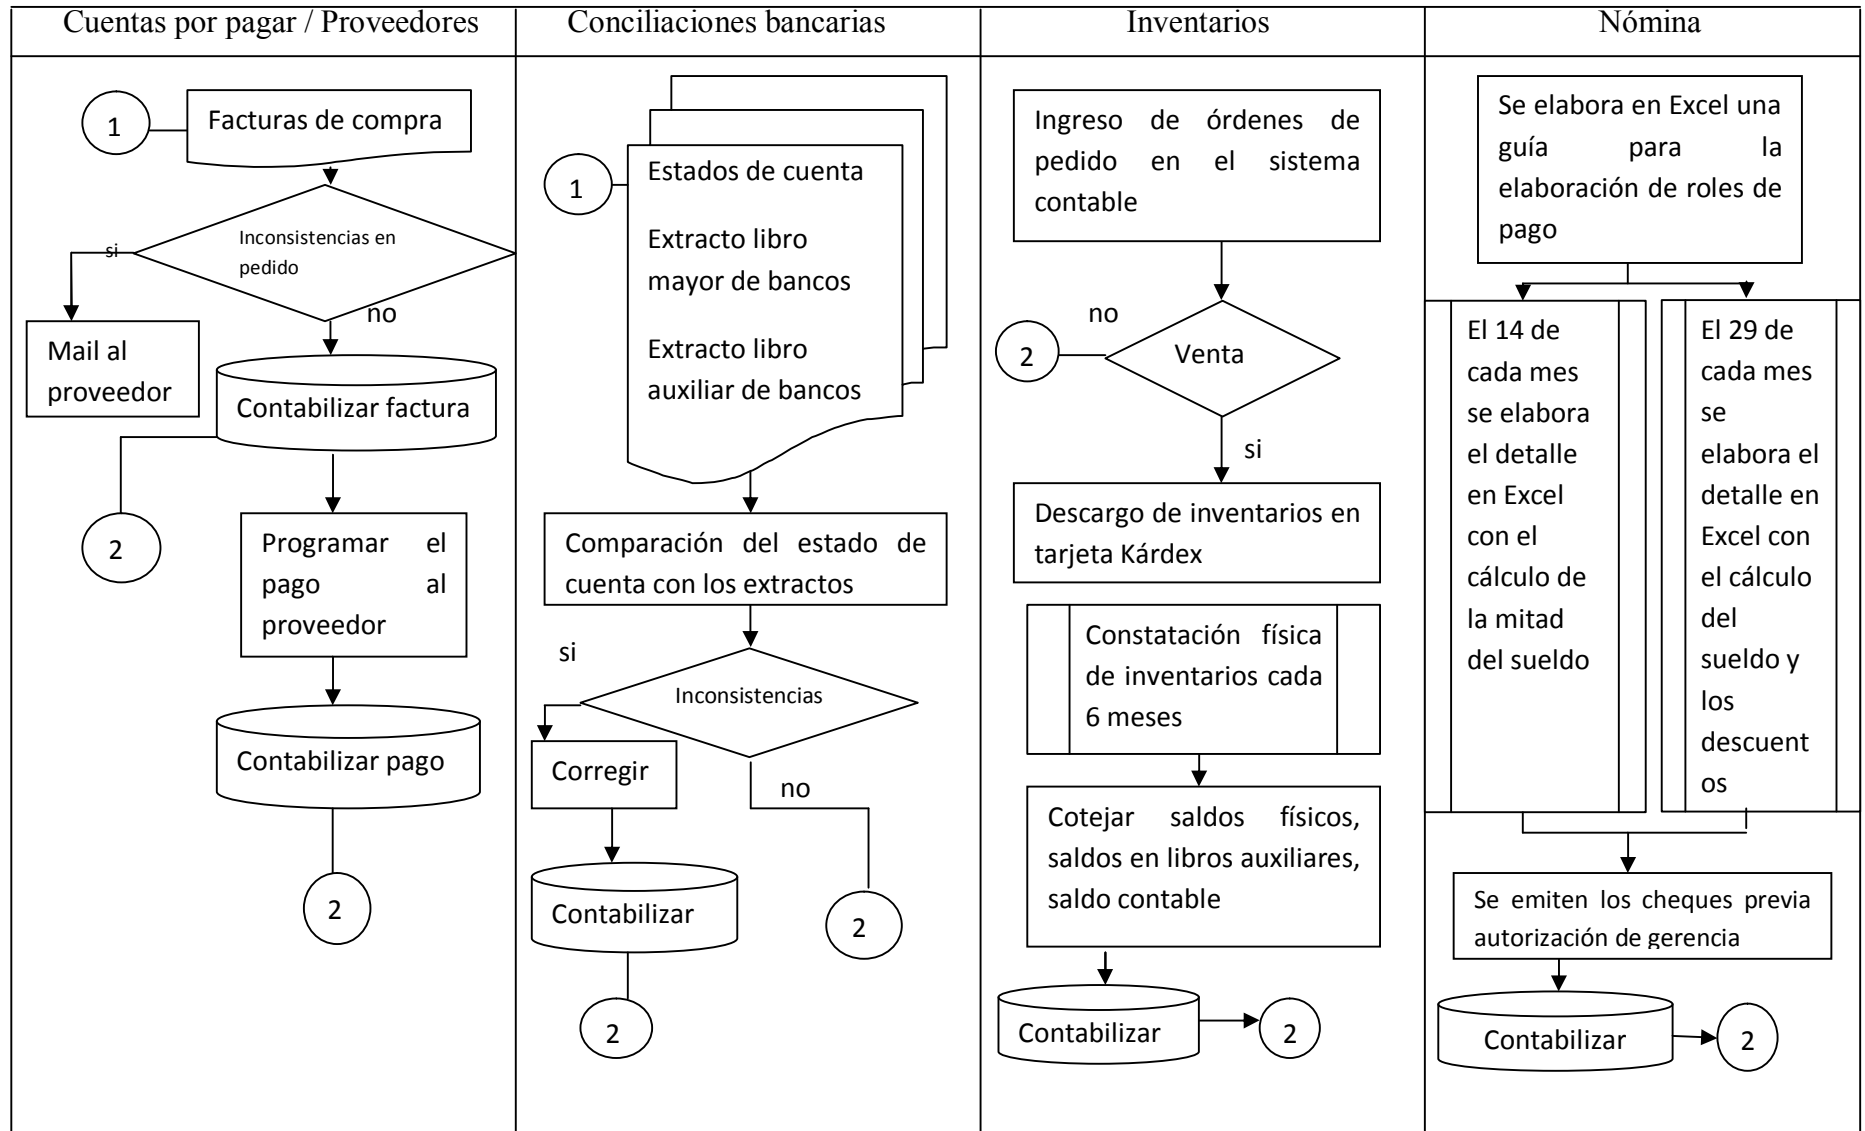 Cuentas por pagar / Proveedores
Conciliaciones bancarias
Inventarios
Nómina
1
Facturas de compra
Inconsistencias en
pedido
si
no
Mail al
proveedor
Contabilizar factura
2
Programar el
pago al
proveedor
Contabilizar pago
2
1
Estados de cuenta
Extracto libro
mayor de bancos
Extracto libro
auxiliar de bancos
Comparación del estado de
cuenta con los extractos
si
Inconsistencias
Corregir
no
Contabilizar
2
2
Ingreso de órdenes de
pedido en el sistema
contable
no
2
Venta
si
Descargo de inventarios en
tarjeta Kárdex
Constatación física
de inventarios cada
6 meses
Cotejar saldos físicos,
saldos en libros auxiliares,
saldo contable
Contabilizar
2
Se elabora en Excel una
guía para la
elaboración de roles de
pago
El 14 de
cada mes
se elabora
el detalle
en Excel
con el
cálculo de
la mitad
del sueldo
El 29 de
cada mes
se
elabora el
detalle en
Excel con
el cálculo
del
sueldo y
los
descuent
os
Se emiten los cheques previa
autorización de gerencia
Contabilizar
2